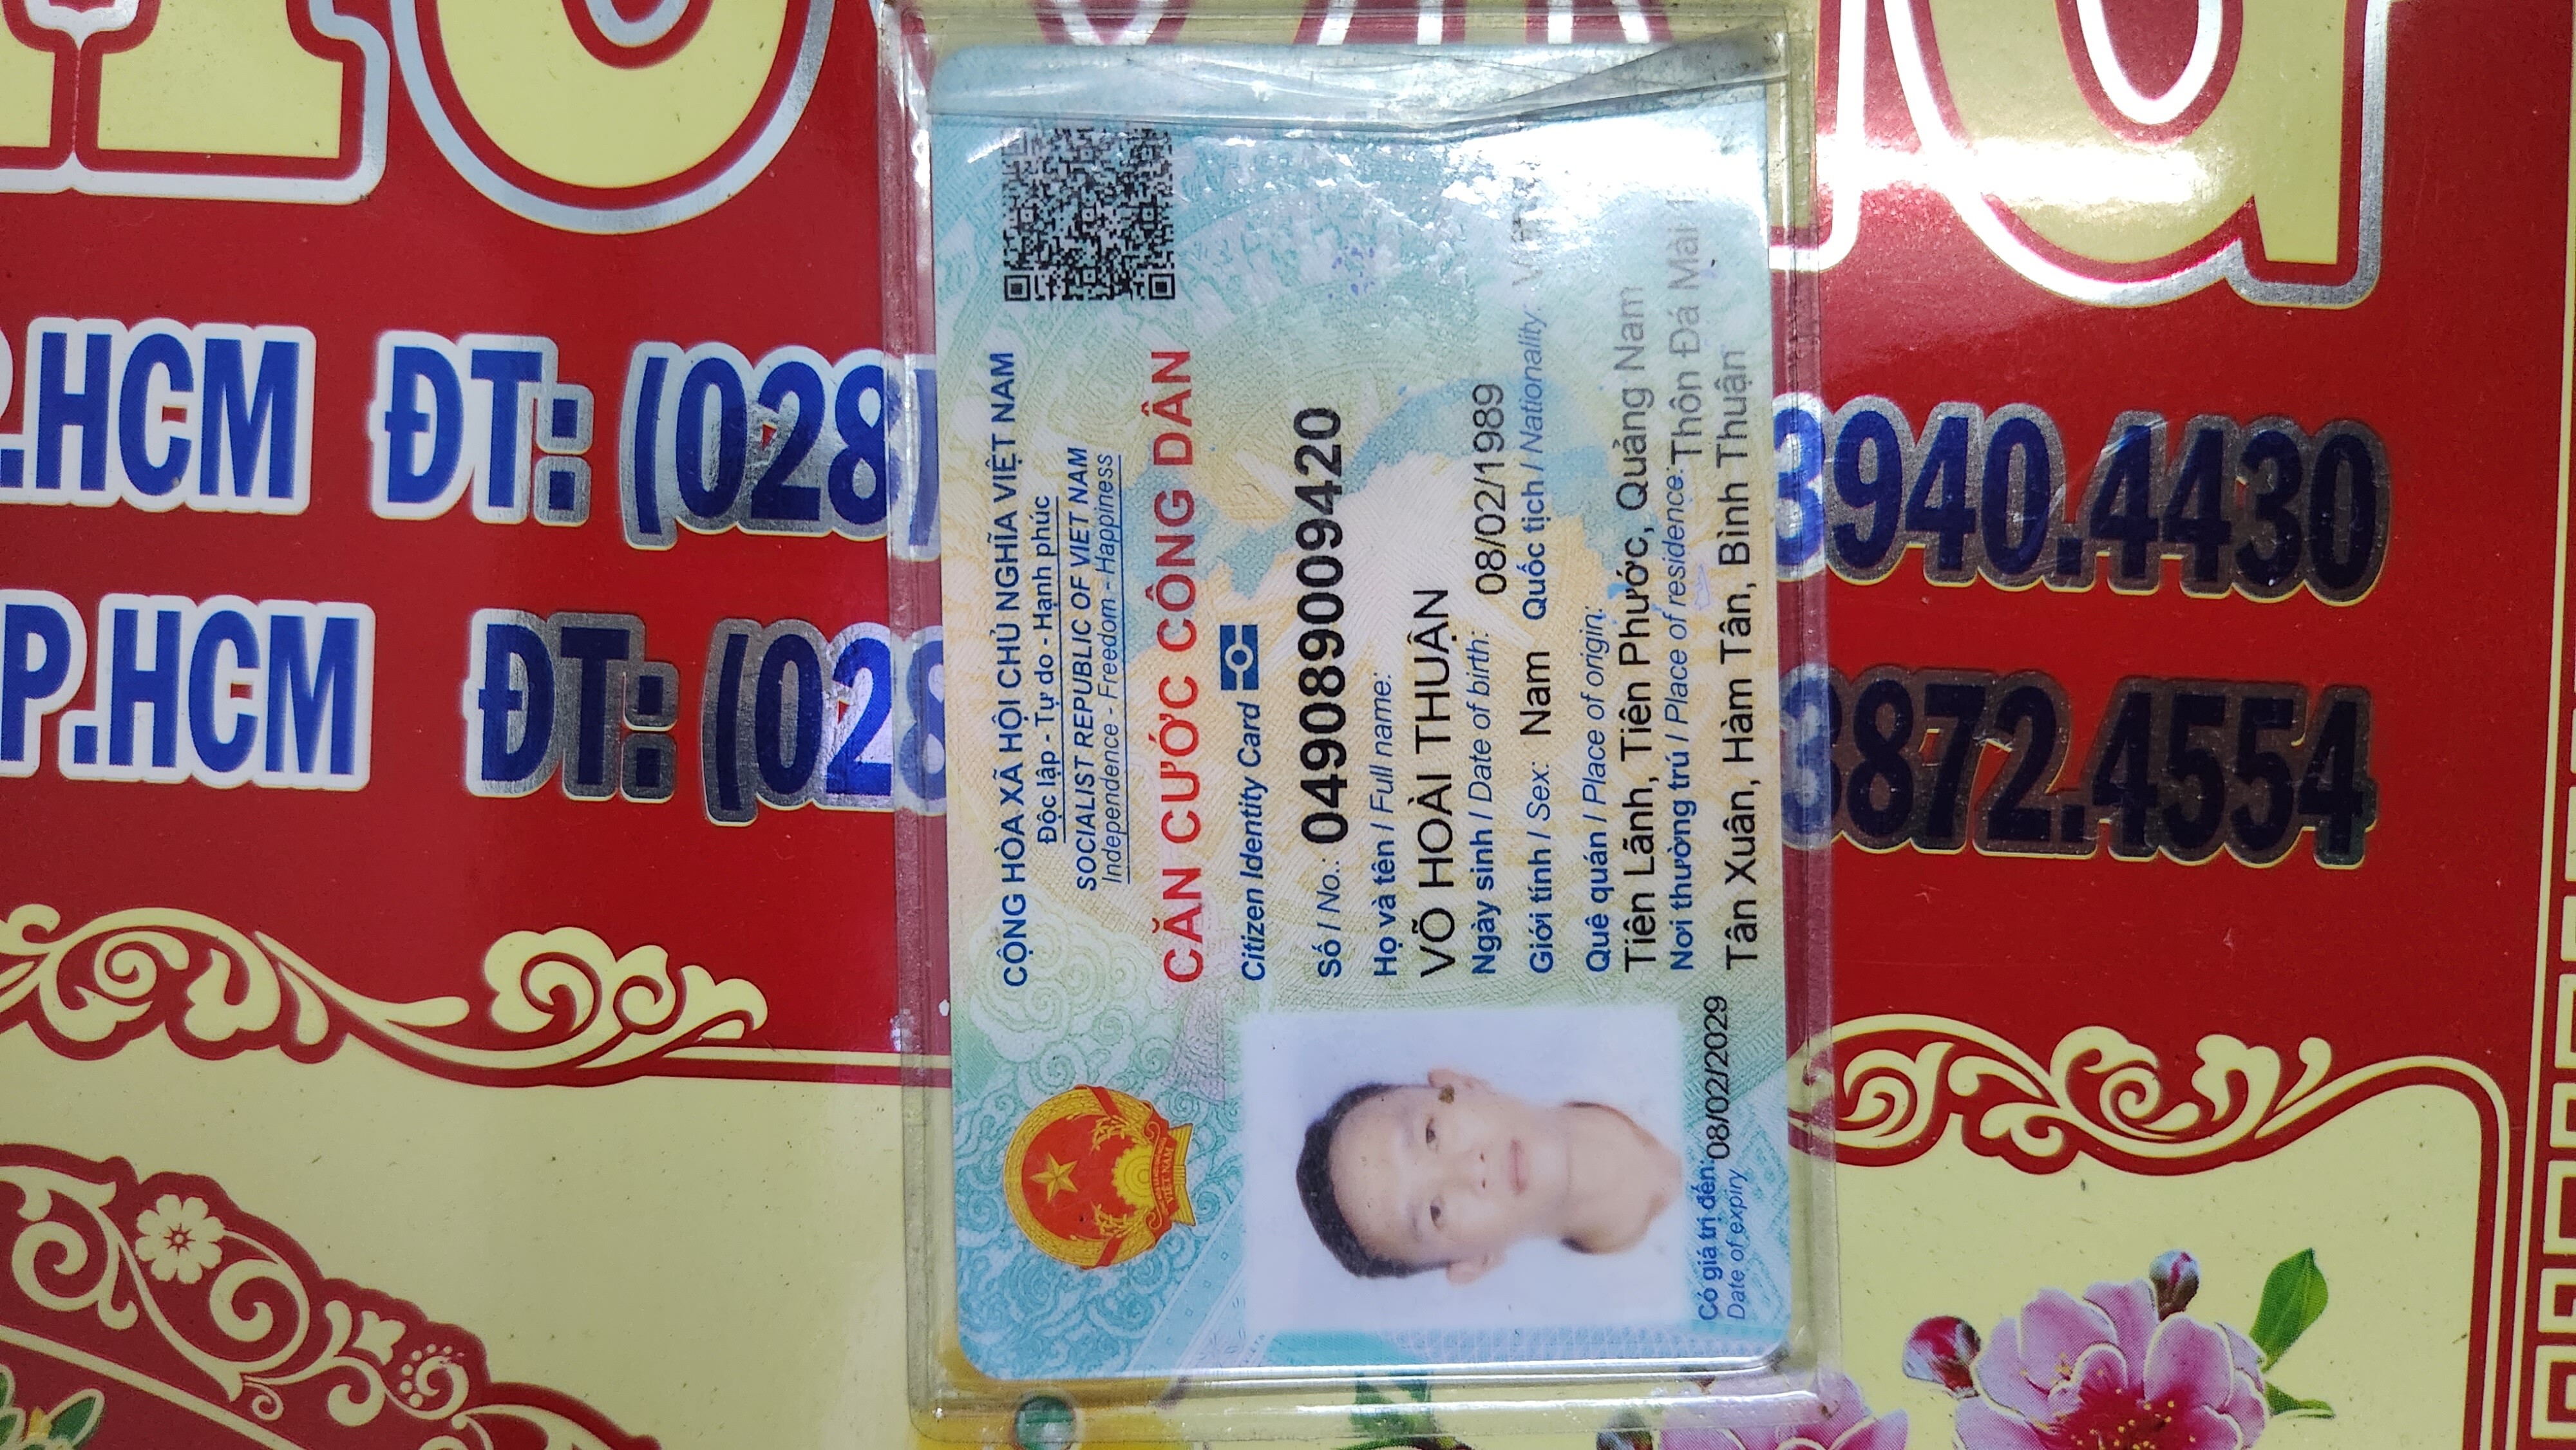 CỘNG HÒA XÃ HỘI CHỦ NGHĨA VIỆT NAM
Độc lập - Tự do - Hạnh phúc
SOCIALIST REPUBLIC OF VIET NAM
Independence - Freedom - Happiness
CĂN CƯỚC CÔNG DÂN
Citizen Identity Card
Số / No.: 049089009420
Họ và tên / Full name:
VÕ HOÀI THUẬN
Ngày sinh / Date of birth: 08/02/1989
Giới tính / Sex: Nam Quốc tịch / Nationality:
Quê quán / Place of origin:
Tiên Lãnh, Tiên Phước, Quảng Nam
Nơi thường trú / Place of residence: Thôn Đá Mài
Tân Xuân, Hàm Tân, Bình Thuận
Có giá trị đến: 08/02/2029
Date of expiry
VIỆT NAM
P.HCM ĐT: (028) 3940.4430
P.HCM ĐT: (028 3872.4554